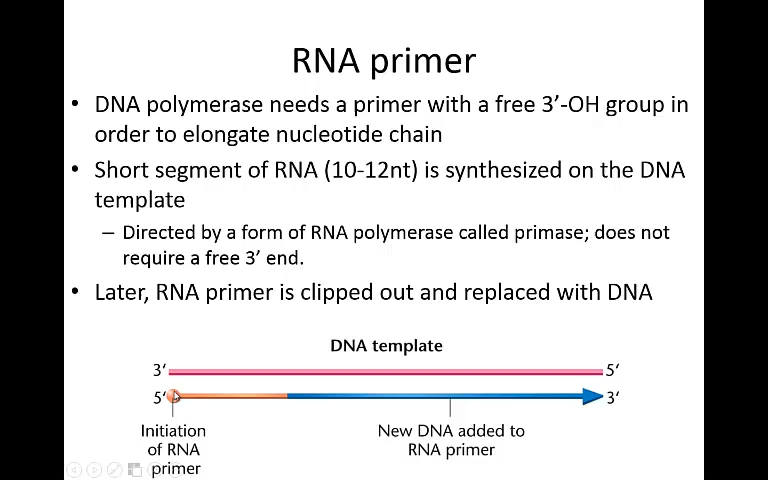 RNA primer
• DNA polymerase needs a primer with a free 3’-OH group in
order to elongate nucleotide chain
• Short segment of RNA (10-12nt) is synthesized on the DNA
template
– Directed by a form of RNA polymerase called primase; does not
require a free 3’ end.
• Later, RNA primer is clipped out and replaced with DNA
DNA template
3‘ 5‘
5‘ 3‘
Initiation
of RNA
primer
New DNA added to
RNA primer